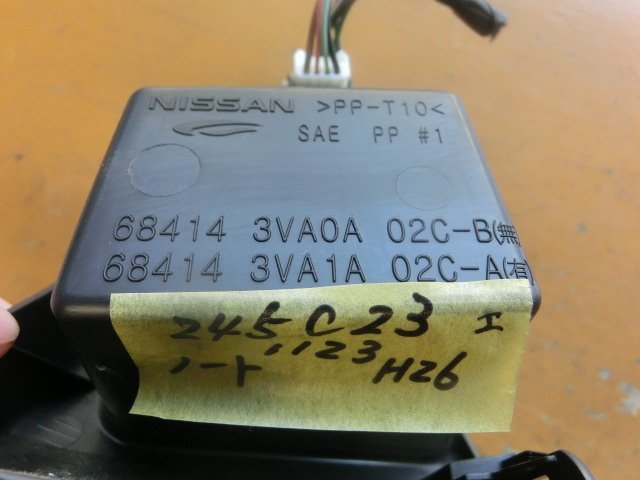 NISSAN >PP-T10<
SAE PP #1
68414 3VA0A 02C-B(無)
68414 3VA1A 02C-A(有)
245C23 エ
ノート '1123 H26